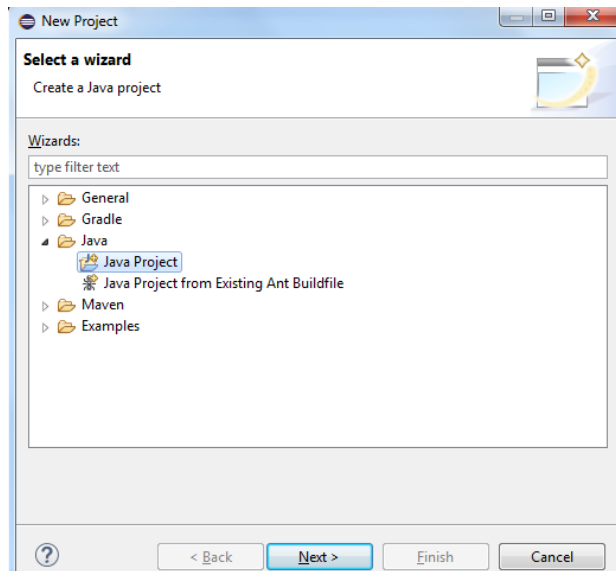 New Project
Select a wizard
Create a Java project
Wizards:
type filter text
General
Gradle
Java
Java Project
Java Project from Existing Ant Buildfile
Maven
Examples
? < Back Next > Finish Cancel